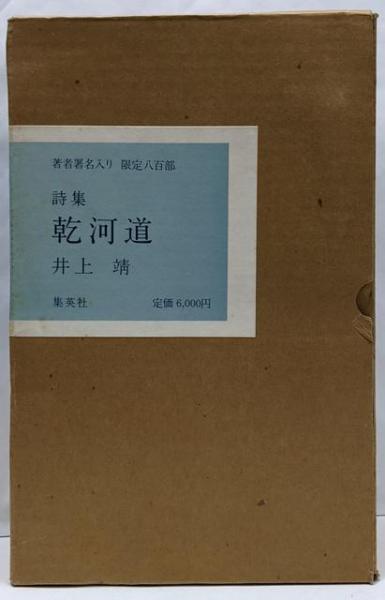 著者署名入り 限定八百部
詩集
乾河道
井上 靖
集英社 定価 6,000円